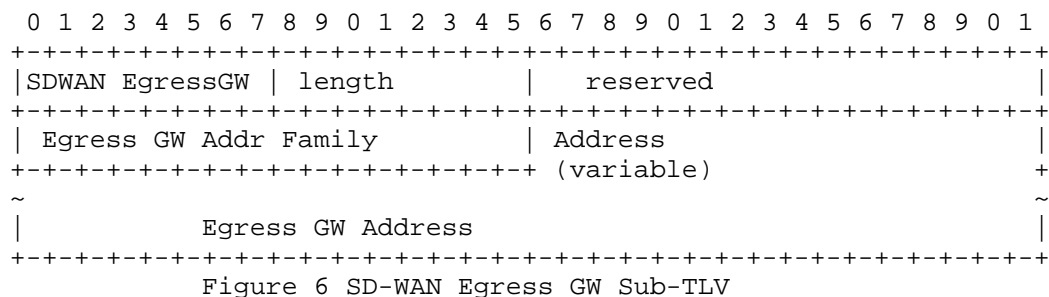 0 1 2 3 4 5 6 7 8 9 0 1 2 3 4 5 6 7 8 9 0 1 2 3 4 5 6 7 8 9 0 1
+-+-+-+-+-+-+-+-+-+-+-+-+-+-+-+-+-+-+-+-+-+-+-+-+-+-+-+-+-+-+-+-+
|SDWAN EgressGW | length        |   reserved                    |
+-+-+-+-+-+-+-+-+-+-+-+-+-+-+-+-+-+-+-+-+-+-+-+-+-+-+-+-+-+-+-+-+
| Egress GW Addr Family         | Address                       |
+-+-+-+-+-+-+-+-+-+-+-+-+-+-+-+-+ (variable)                    +
~                                                               ~
|           Egress GW Address                                   |
+-+-+-+-+-+-+-+-+-+-+-+-+-+-+-+-+-+-+-+-+-+-+-+-+-+-+-+-+-+-+-+-+
Figure 6 SD-WAN Egress GW Sub-TLV